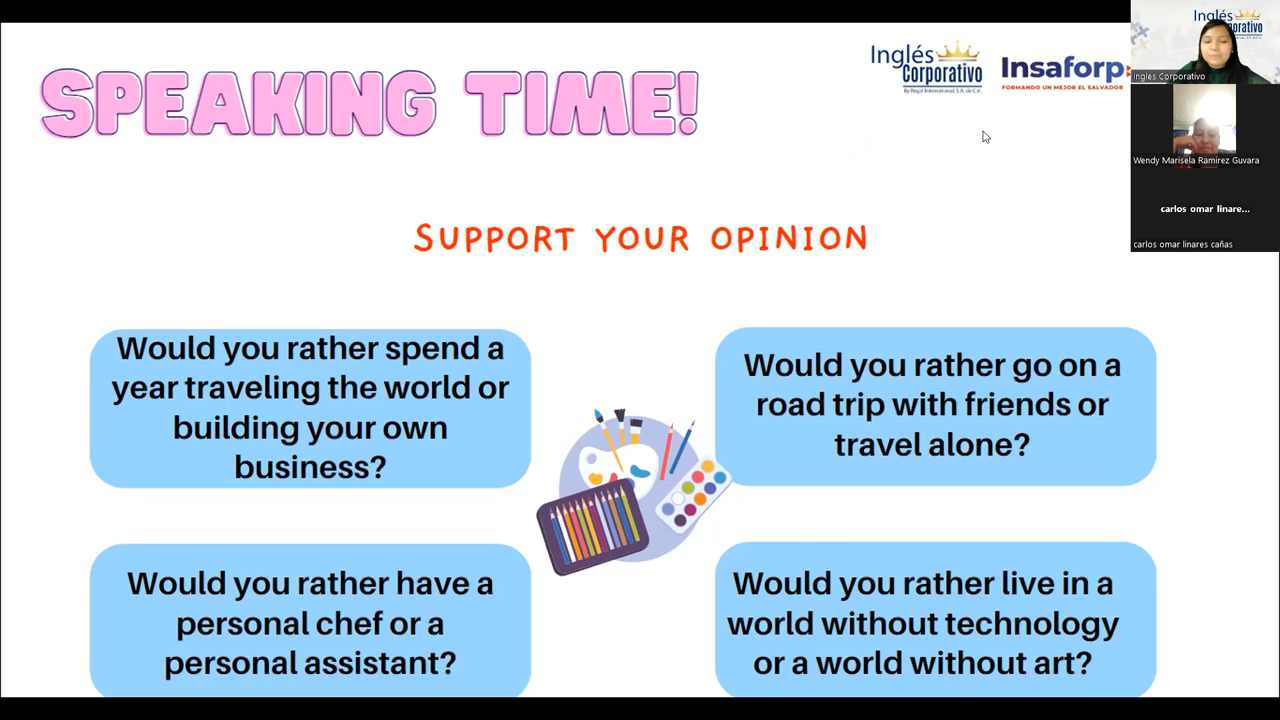 SPEAKING TIME!
Inglés
Corporativo
By Regal International, S.A. de C.V.
Insaforp
FORMANDO UN MEJOR EL SALVADOR
SUPPORT YOUR OPINION
Would you rather spend a
year traveling the world or
building your own
business?
Would you rather go on a
road trip with friends or
travel alone?
Would you rather have a
personal chef or a
personal assistant?
Would you rather live in a
world without technology
or a world without art?
Inglés
Ingles Corporativo
Wendy Marisela Ramirez Guvara
carlos omar linare...
carlos omar linares cañas